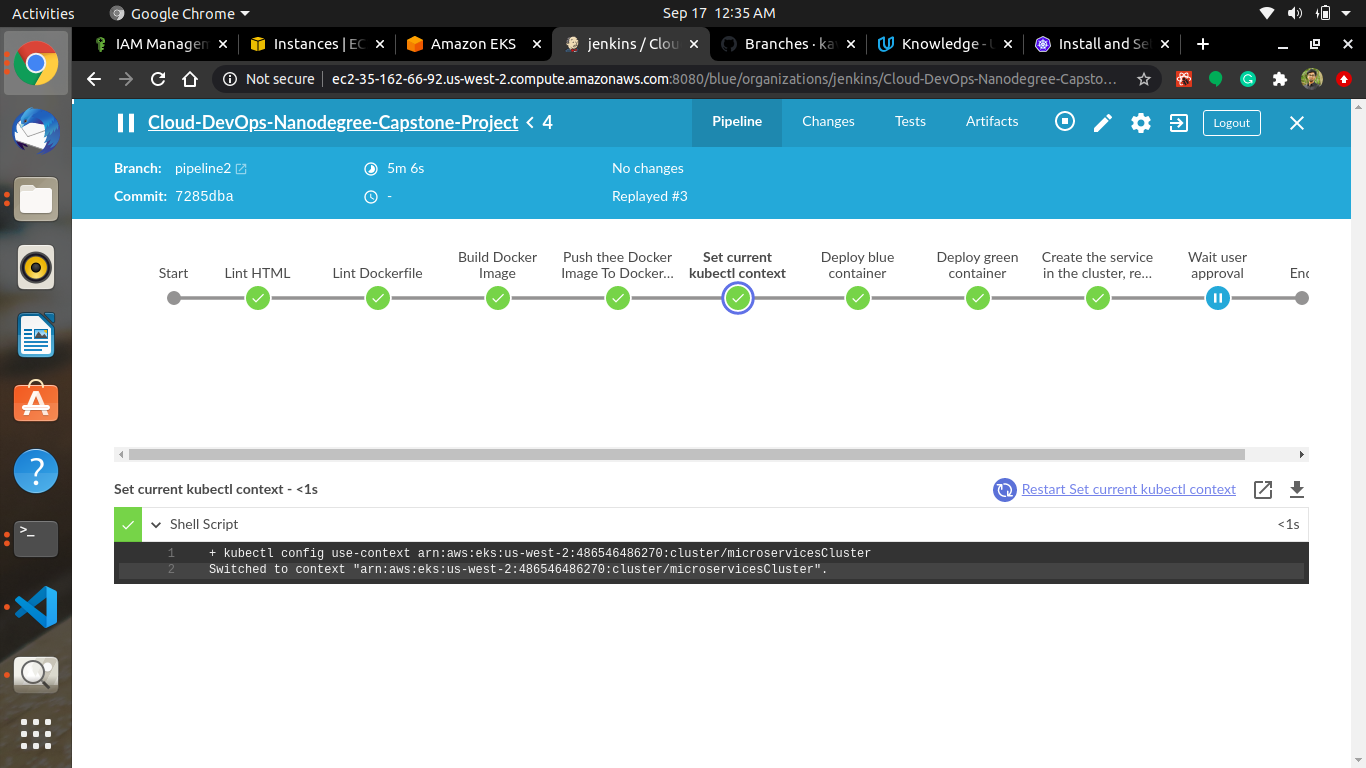 Activities Google Chrome Sep 17 12:35 AM
IAM Managem Instances | EC Amazon EKS jenkins / Clou Branches · ka Knowledge - U Install and Se
Not secure ec2-35-162-66-92.us-west-2.compute.amazonaws.com:8080/blue/organizations/jenkins/Cloud-DevOps-Nanodegree-Capsto…
Cloud-DevOps-Nanodegree-Capstone-Project < 4 Pipeline Changes Tests Artifacts Logout
Branch: pipeline2 5m 6s No changes
Commit: 7285dba - Replayed #3
Start
Lint HTML
Lint Dockerfile
Build Docker
Image
Push thee Docker
Image To Docker...
Set current
kubectl context
Deploy blue
container
Deploy green
container
Create the service
in the cluster, re...
Wait user
approval
Enc
Set current kubectl context - <1s Restart Set current kubectl context
Shell Script <1s
1 + kubectl config use-context arn:aws:eks:us-west-2:486546486270:cluster/microservicesCluster
2 Switched to context "arn:aws:eks:us-west-2:486546486270:cluster/microservicesCluster".